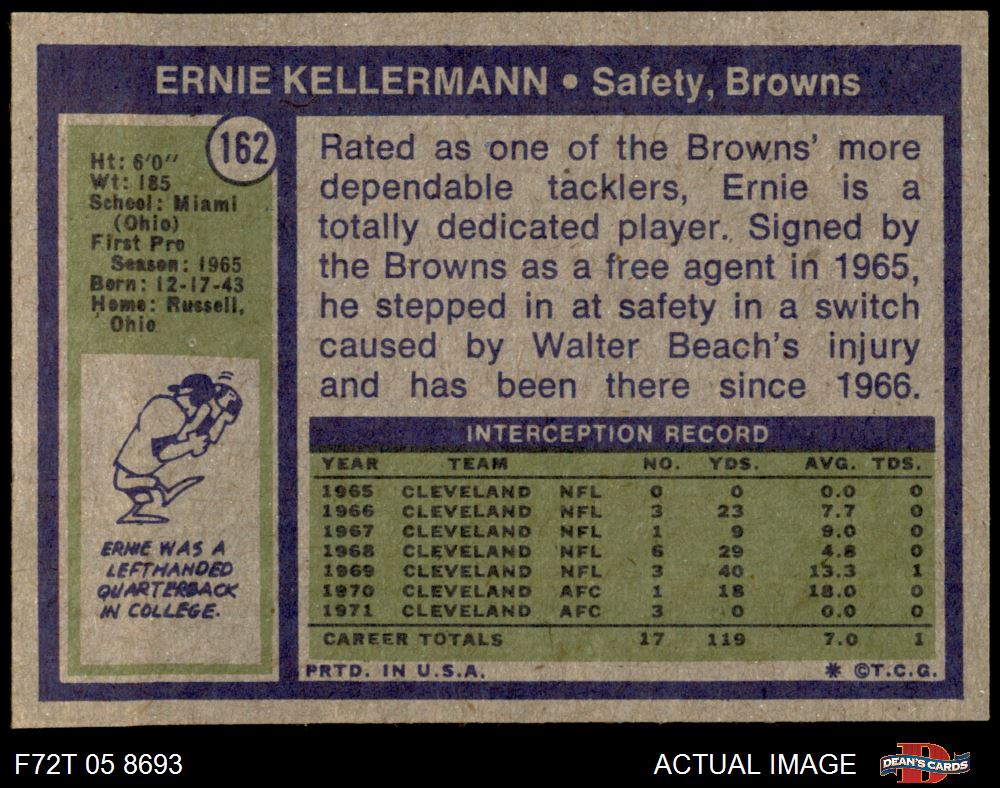 ERNIE KELLERMANN • Safety, Browns
162
Ht: 6'0"
Wt: 185
School: Miami
(Ohio)
First Pro
Season: 1965
Born: 12-17-43
Home: Russell,
Ohio
ERNIE WAS A
LEFTHANDED
QUARTERBACK
IN COLLEGE.
Rated as one of the Browns' more
dependable tacklers, Ernie is a
totally dedicated player. Signed by
the Browns as a free agent in 1965,
he stepped in at safety in a switch
caused by Walter Beach's injury
and has been there since 1966.
INTERCEPTION RECORD
YEAR TEAM NO. YDS. AVG. TDS.
1965 CLEVELAND NFL 0 0 0.0 0
1966 CLEVELAND NFL 3 23 7.7 0
1967 CLEVELAND NFL 1 9 9.0 0
1968 CLEVELAND NFL 6 29 4.8 0
1969 CLEVELAND NFL 3 40 13.3 1
1970 CLEVELAND AFC 1 18 18.0 0
1971 CLEVELAND AFC 3 0 0.0 0
CAREER TOTALS 17 119 7.0 1
PRTD. IN U.S.A. * ©T.C.G.
F72T 05 8693 ACTUAL IMAGE DEAN'S CARDS